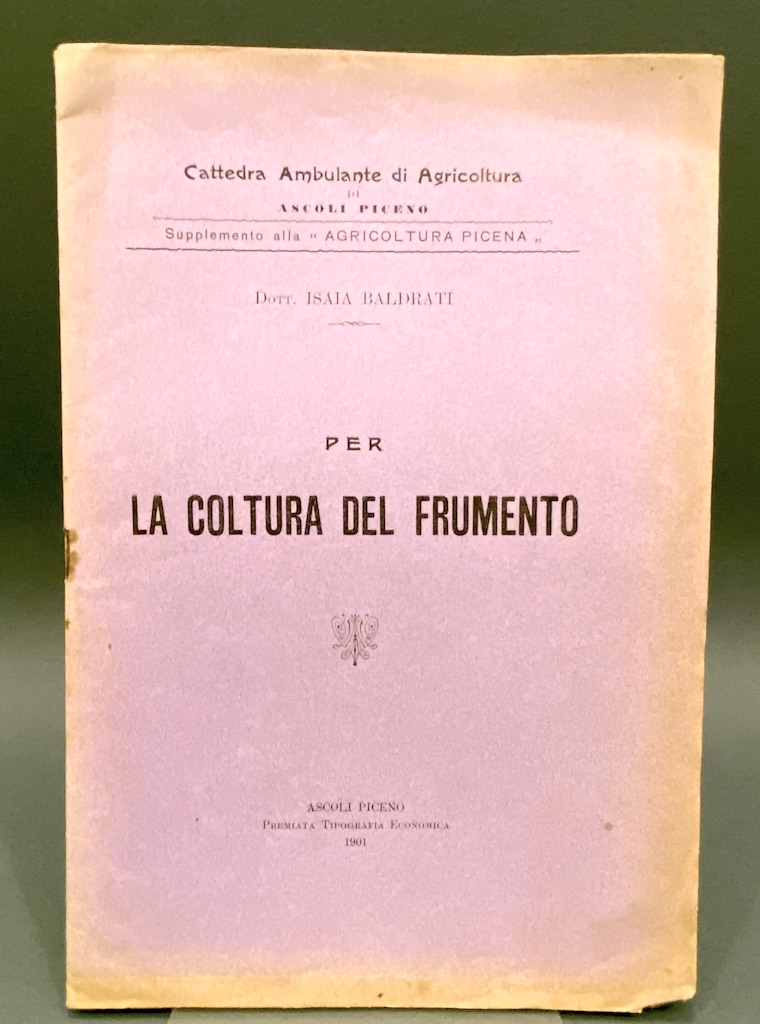 Cattedra Ambulante di Agricoltura
DI
ASCOLI PICENO
Supplemento alla “ AGRICOLTURA PICENA „
Dott. ISAIA BALDRATI
PER
LA COLTURA DEL FRUMENTO
ASCOLI PICENO
Premiata Tipografia Economica
1901